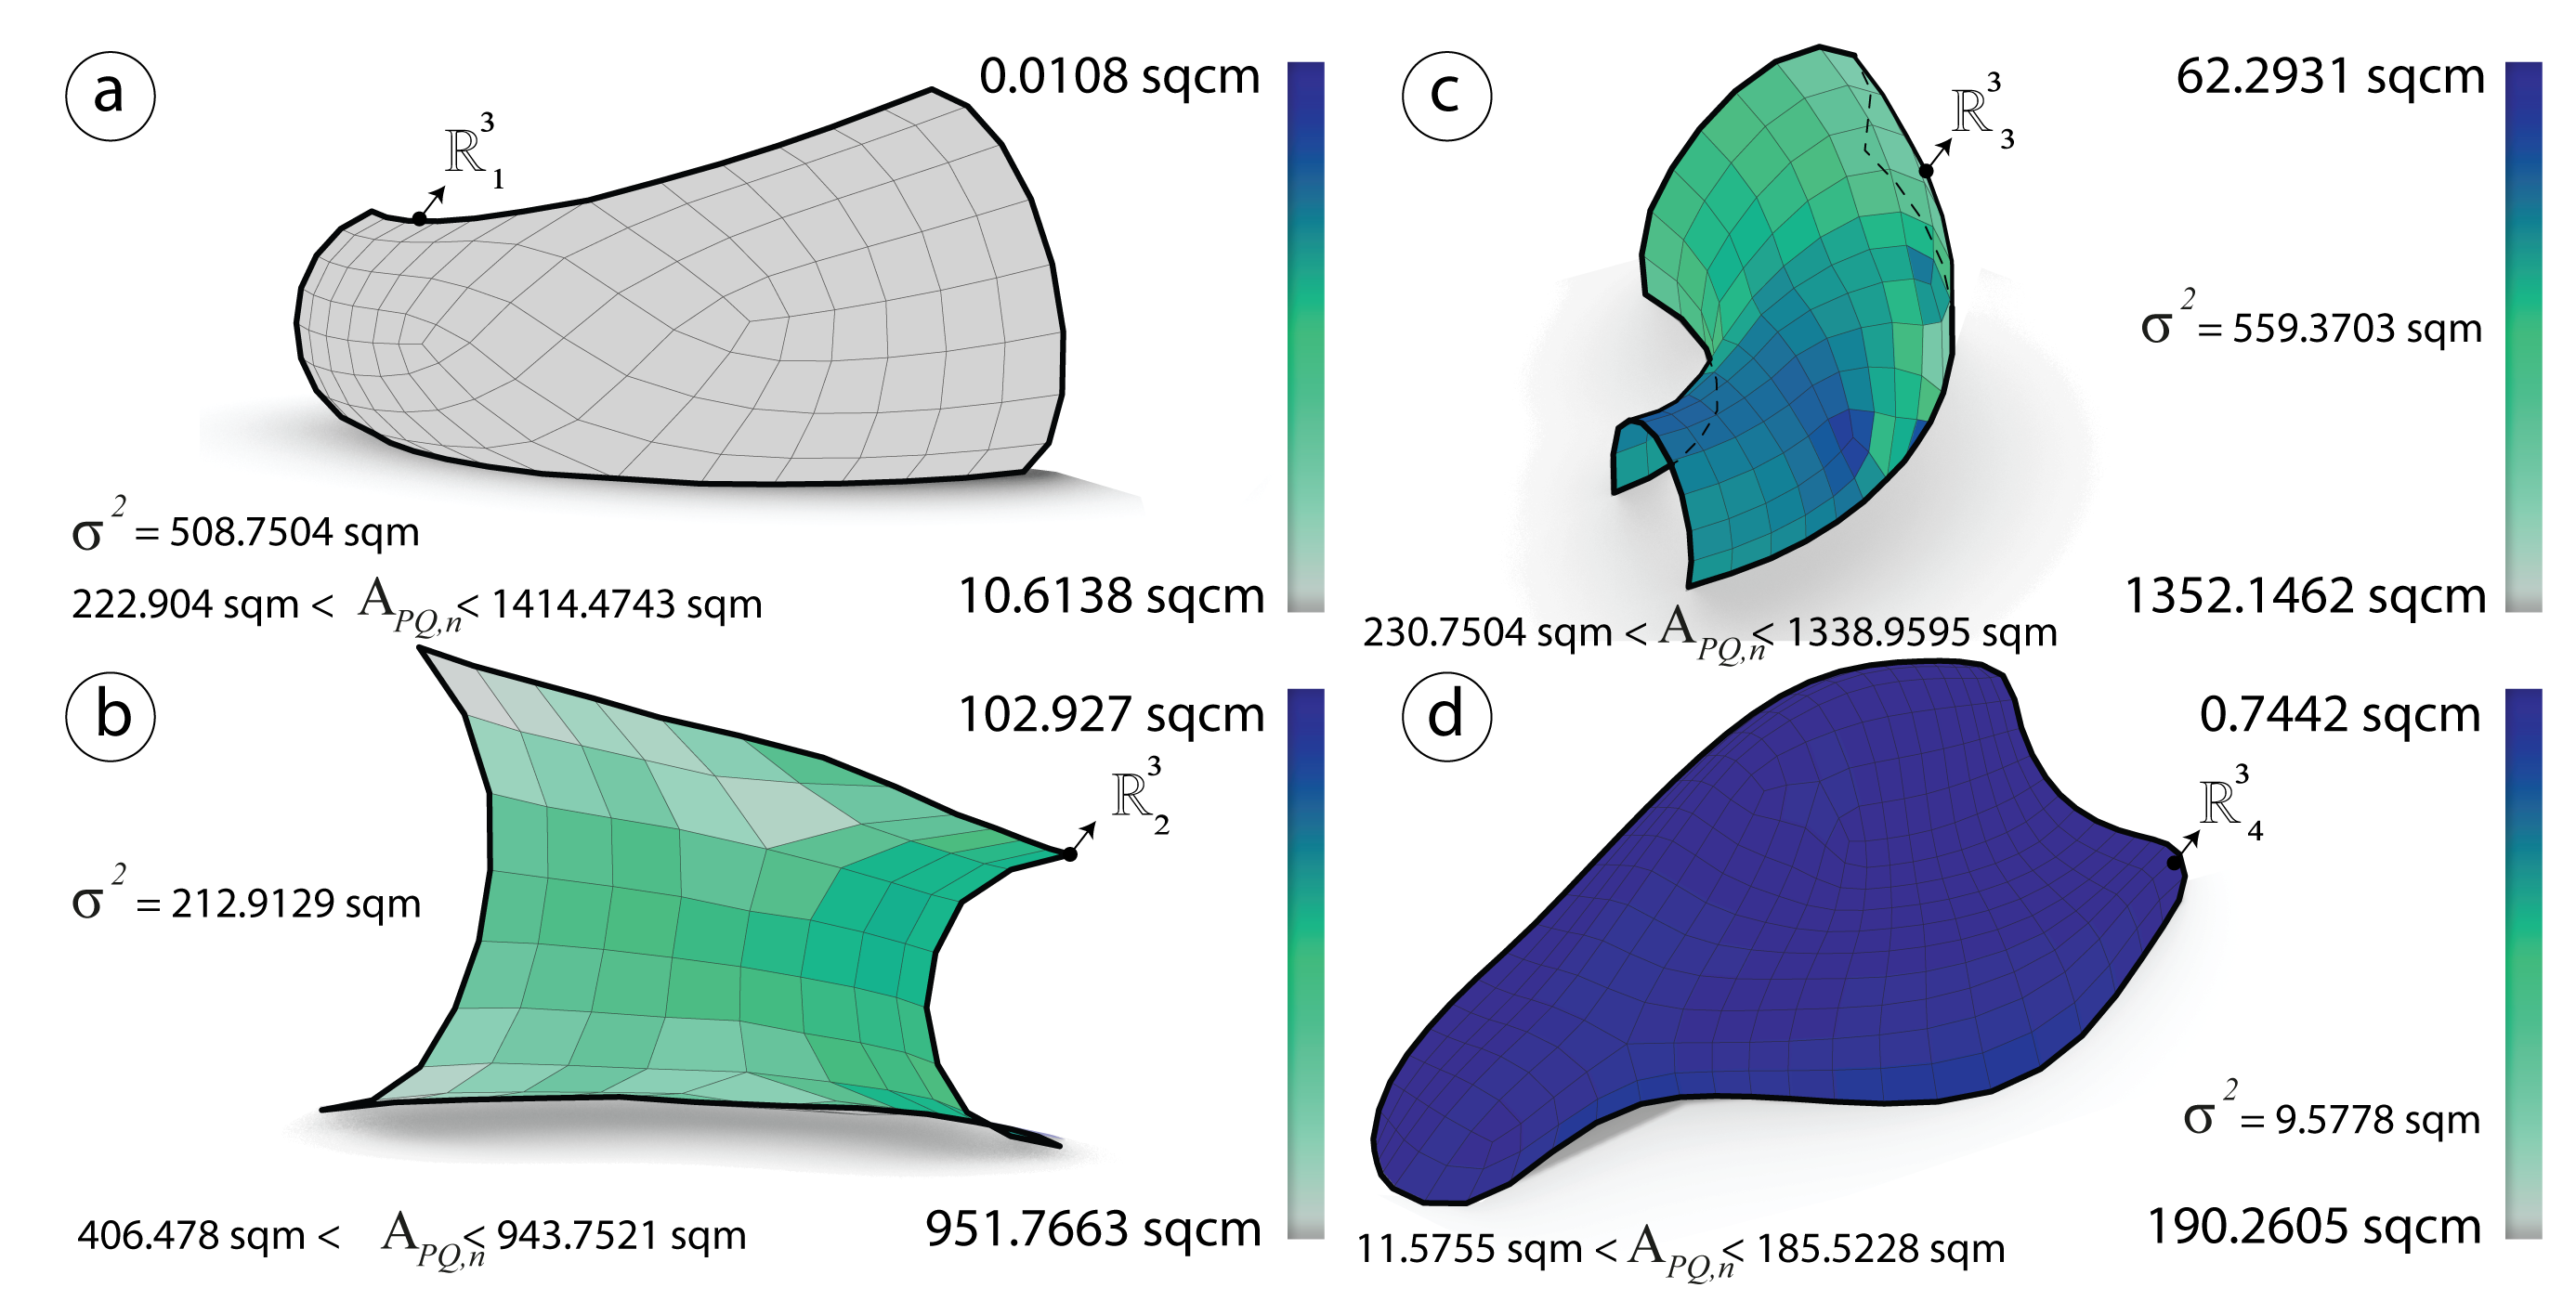 a
0.0108 sqcm
ℝ³₁
σ² = 508.7504 sqm
222.904 sqm < A_PQ,n < 1414.4743 sqm
10.6138 sqcm
b
102.927 sqcm
ℝ³₂
σ² = 212.9129 sqm
406.478 sqm < A_PQ,n < 943.7521 sqm
951.7663 sqcm
c
62.2931 sqcm
ℝ³₃
σ² = 559.3703 sqm
1352.1462 sqcm
230.7504 sqm < A_PQ,n < 1338.9595 sqm
d
0.7442 sqcm
ℝ³₄
σ² = 9.5778 sqm
190.2605 sqcm
11.5755 sqm < A_PQ,n < 185.5228 sqm